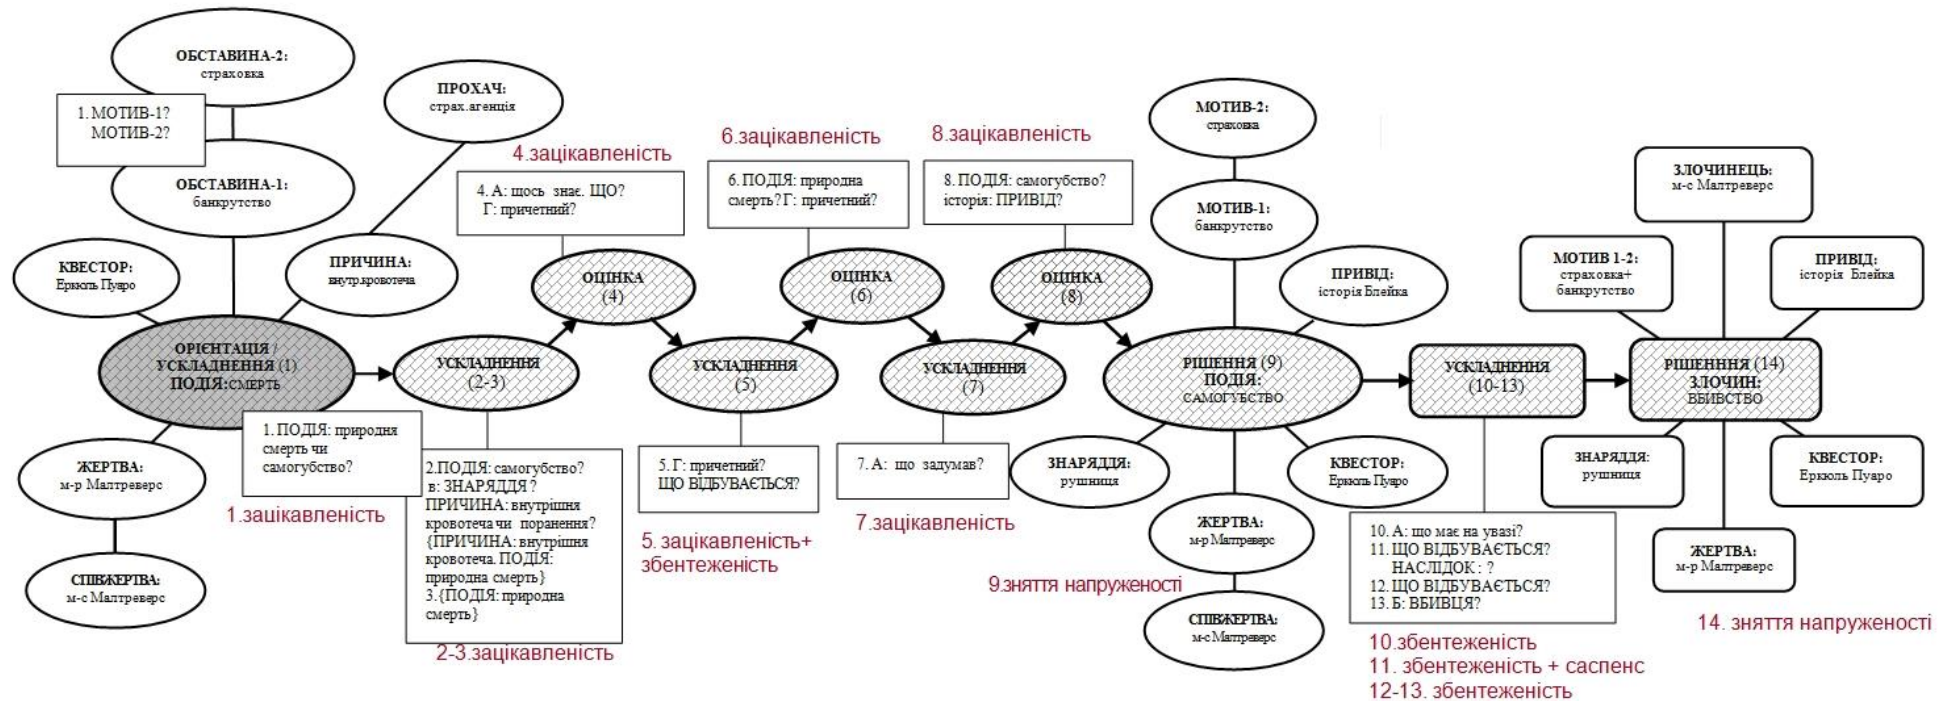 ОБСТАВИНА-2:
страховка
1. МОТИВ-1?
МОТИВ-2?
ОБСТАВИНА-1:
банкрутство
ПРОХАЧ:
страх.агенція
КВЕСТОР:
Еркюль Пуаро
ПРИЧИНА:
внутр.кровотеча
ОРІЄНТАЦІЯ /
УСКЛАДНЕННЯ (1)
ПОДІЯ:СМЕРТЬ
1. ПОДІЯ: природня
смерть чи
самогубство?
1.зацікавленість
ЖЕРТВА:
м-р Малтреверс
СПІВЖЕРТВА:
м-с Малтреверс
УСКЛАДНЕННЯ
(2-3)
2.ПОДІЯ: самогубство?
в: ЗНАРЯДДЯ ?
ПРИЧИНА: внутрішня
кровотеча чи поранення?
{ПРИЧИНА: внутрішня
кровотеча. ПОДІЯ:
природна смерть}
3.{ПОДІЯ: природна
смерть}
2-3.зацікавленість
4.зацікавленість
4. А: щось знає. ЩО?
Г: причетний?
ОЦІНКА
(4)
УСКЛАДНЕННЯ
(5)
5. Г: причетний?
ЩО ВІДБУВАЄТЬСЯ?
5. зацікавленість+
збентеженість
6.зацікавленість
6. ПОДІЯ: природна
смерть? Г: причетний?
ОЦІНКА
(6)
УСКЛАДНЕННЯ
(7)
7. А: що задумав?
7.зацікавленість
8.зацікавленість
8. ПОДІЯ: самогубство?
історія: ПРИВІД?
ОЦІНКА
(8)
МОТИВ-2:
страховка
МОТИВ-1:
банкрутство
ПРИВІД:
історія Блейка
РІШЕННЯ (9)
ПОДІЯ:
САМОГУБСТВО
ЗНАРЯДДЯ:
рушниця
КВЕСТОР:
Еркюль Пуаро
ЖЕРТВА:
м-р Малтреверс
9.зняття напруженості
СПІВЖЕРТВА:
м-с Малтреверс
УСКЛАДНЕННЯ
(10-13)
10. А: що має на увазі?
11. ЩО ВІДБУВАЄТЬСЯ?
НАСЛІДОК : ?
12. ЩО ВІДБУВАЄТЬСЯ?
13. Б: ВБИВЦЯ?
10.збентеженість
11. збентеженість + саспенс
12-13. збентеженість
ЗЛОЧИНЕЦЬ:
м-с Малтреверс
МОТИВ 1-2:
страховка+
банкрутство
ПРИВІД:
історія Блейка
РІШЕНННЯ (14)
ЗЛОЧИН:
ВБИВСТВО
ЗНАРЯДДЯ:
рушниця
КВЕСТОР:
Еркюль Пуаро
ЖЕРТВА:
м-р Малтреверс
14. зняття напруженості